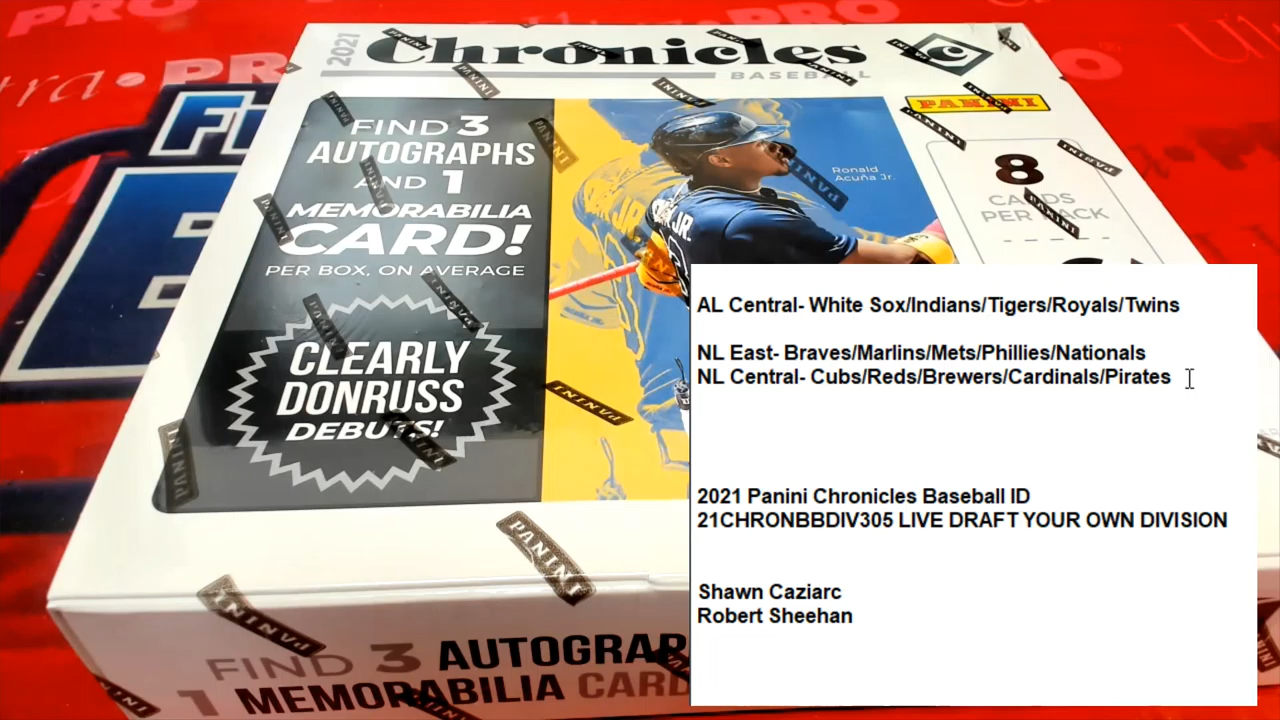 2021 Chronicles
BASEBALL
PANINI
FIND 3
AUTOGRAPHS
AND 1
MEMORABILIA
CARD!
PER BOX, ON AVERAGE
CLEARLY
DONRUSS
DEBUTS!
Ronald
Acuña Jr.
8
CARDS
PER PACK
AL Central- White Sox/Indians/Tigers/Royals/Twins
NL East- Braves/Marlins/Mets/Phillies/Nationals
NL Central- Cubs/Reds/Brewers/Cardinals/Pirates
2021 Panini Chronicles Baseball ID
21CHRONBBDIV305 LIVE DRAFT YOUR OWN DIVISION
Shawn Caziarc
Robert Sheehan
FIND 3 AUTOGRAP
1 MEMORABILIA CARD